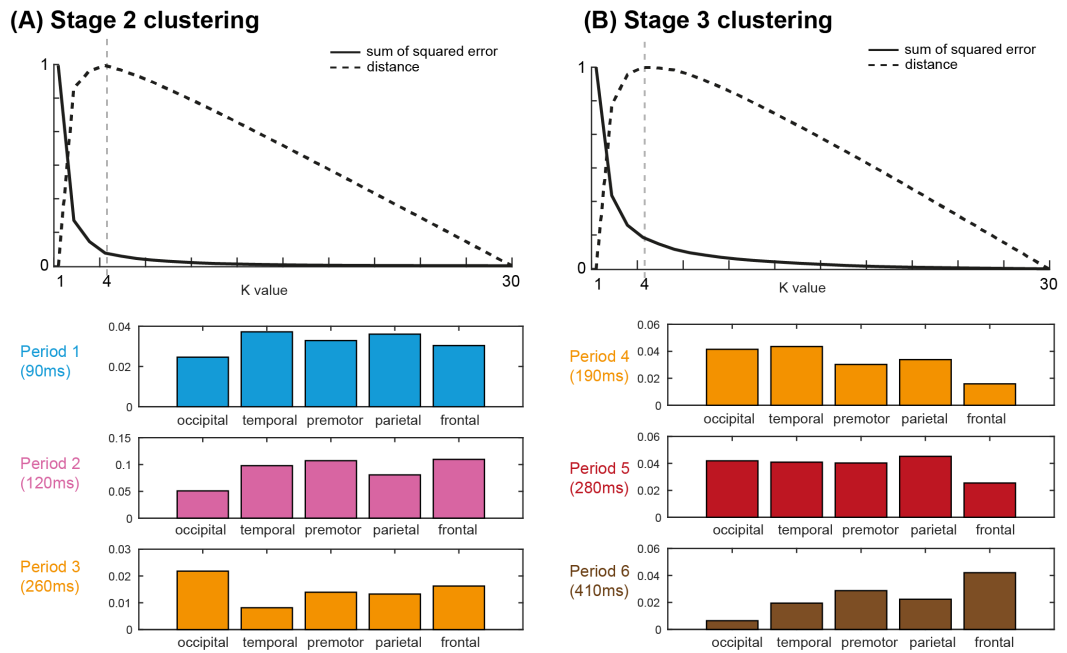 (A) Stage 2 clustering
sum of squared error
distance
1
0
1
4
30
K value
Period 1
(90ms)
0.04
0.02
0
occipital temporal premotor parietal frontal
Period 2
(120ms)
0.15
0.1
0.05
0
occipital temporal premotor parietal frontal
Period 3
(260ms)
0.03
0.02
0.01
0
occipital temporal premotor parietal frontal
(B) Stage 3 clustering
sum of squared error
distance
1
0
1
4
30
K value
Period 4
(190ms)
0.06
0.04
0.02
0
occipital temporal premotor parietal frontal
Period 5
(280ms)
0.06
0.04
0.02
0
occipital temporal premotor parietal frontal
Period 6
(410ms)
0.06
0.04
0.02
0
occipital temporal premotor parietal frontal